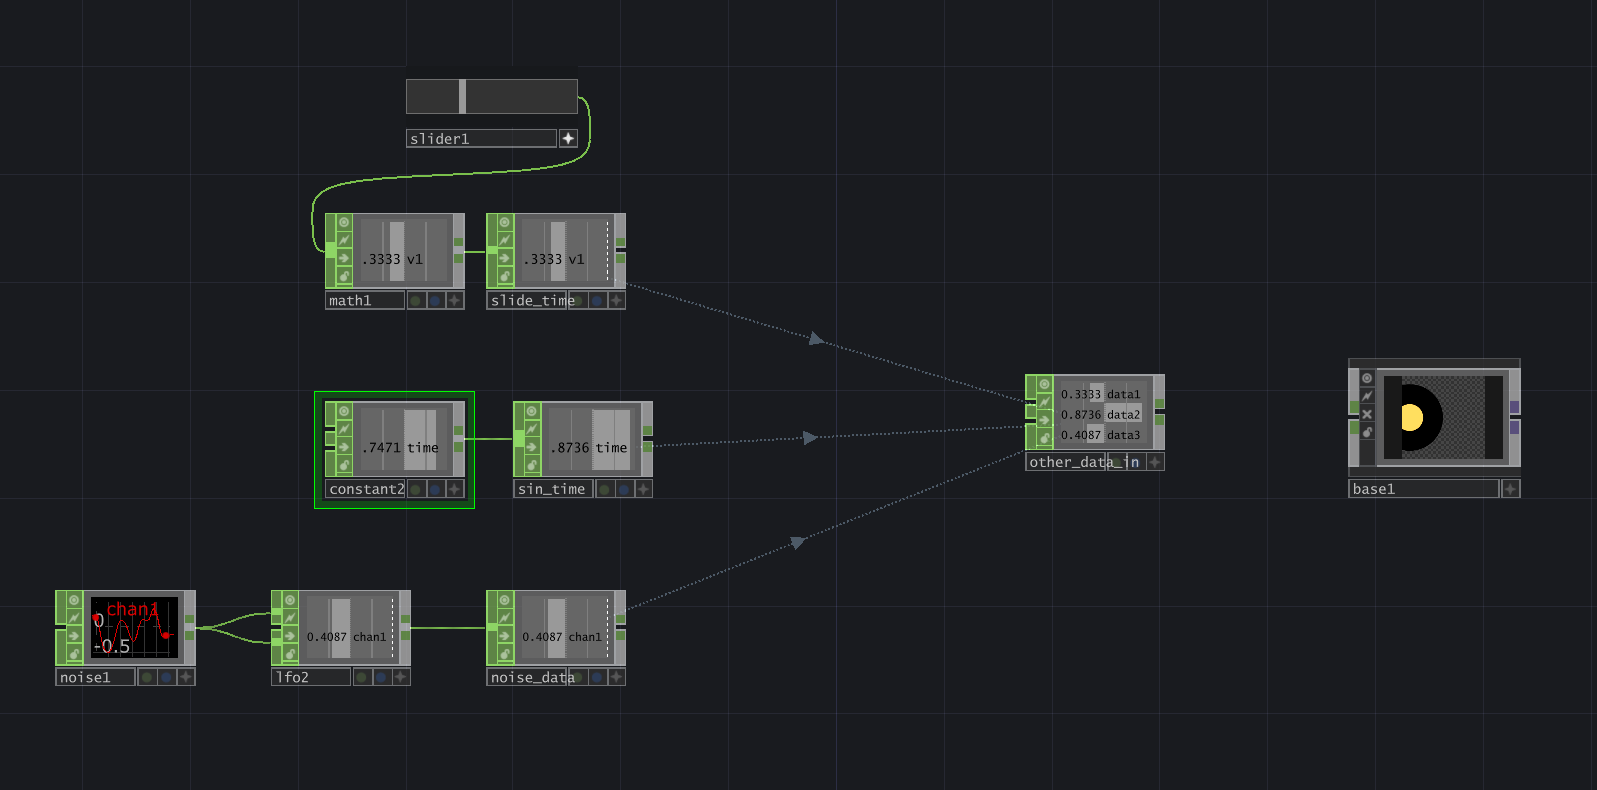 slider1
.3333 v1
math1
.3333 v1
slide_time
0.3333 data1
0.8736 data2
0.4087 data3
other_data_in
base1
.7471 time
constant2
.8736 time
sin_time
chan1
0
-0.5
noise1
0.4087 chan1
lfo2
0.4087 chan1
noise_data